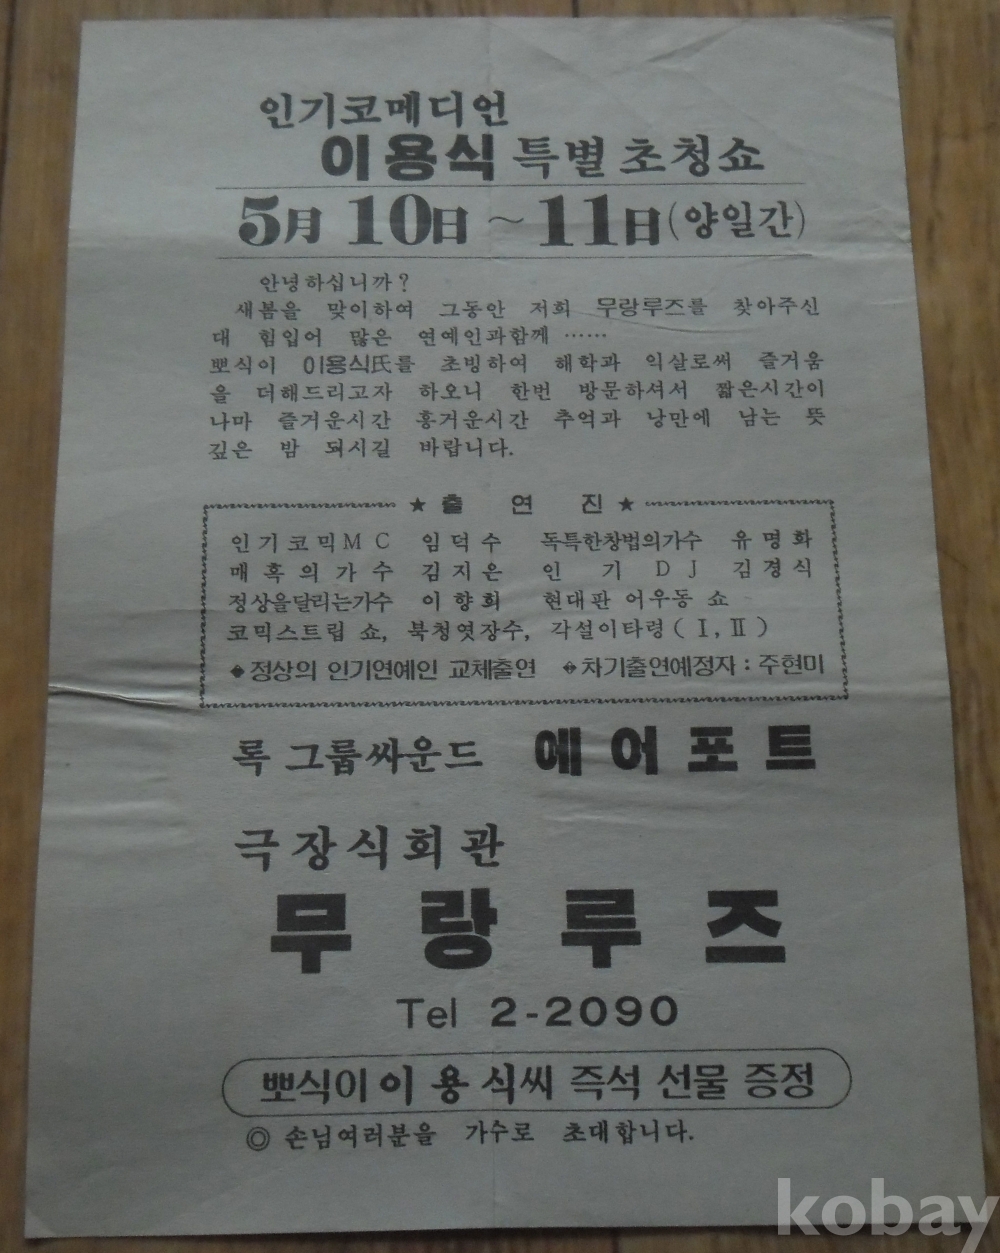 인기코메디언
이용식 특별초청쇼
5月 10日 ~ 11日(양일간)
안녕하십니까?
새봄을 맞이하여 그동안 저희 무랑루즈를 찾아주신
대 힘입어 많은 연예인과함께 ……
뽀식이 이용식氏를 초빙하여 해학과 익살로써 즐거움
을 더해드리고자 하오니 한번 방문하셔서 짧은시간이
나마 즐거운시간 흥거운시간 추억과 낭만에 남는 뜻
깊은 밤 되시길 바랍니다.
★ 출 연 진 ★
인기코믹MC 임덕수 독특한창법의가수 유명화
매혹의가수 김지은 인 기 DJ 김경식
정상을달리는가수 이향희 현대판 어우동 쇼
코믹스트립 쇼, 북청엿장수, 각설이타령(Ⅰ,Ⅱ)
◈정상의 인기연예인 교체출연 ◈차기출연예정자 : 주현미
록 그룹싸운드 에어포트
극장식회관
무랑루즈
Tel 2-2090
뽀식이 이용식씨 즉석 선물 증정
◎ 손님여러분을 가수로 초대합니다.
kobay